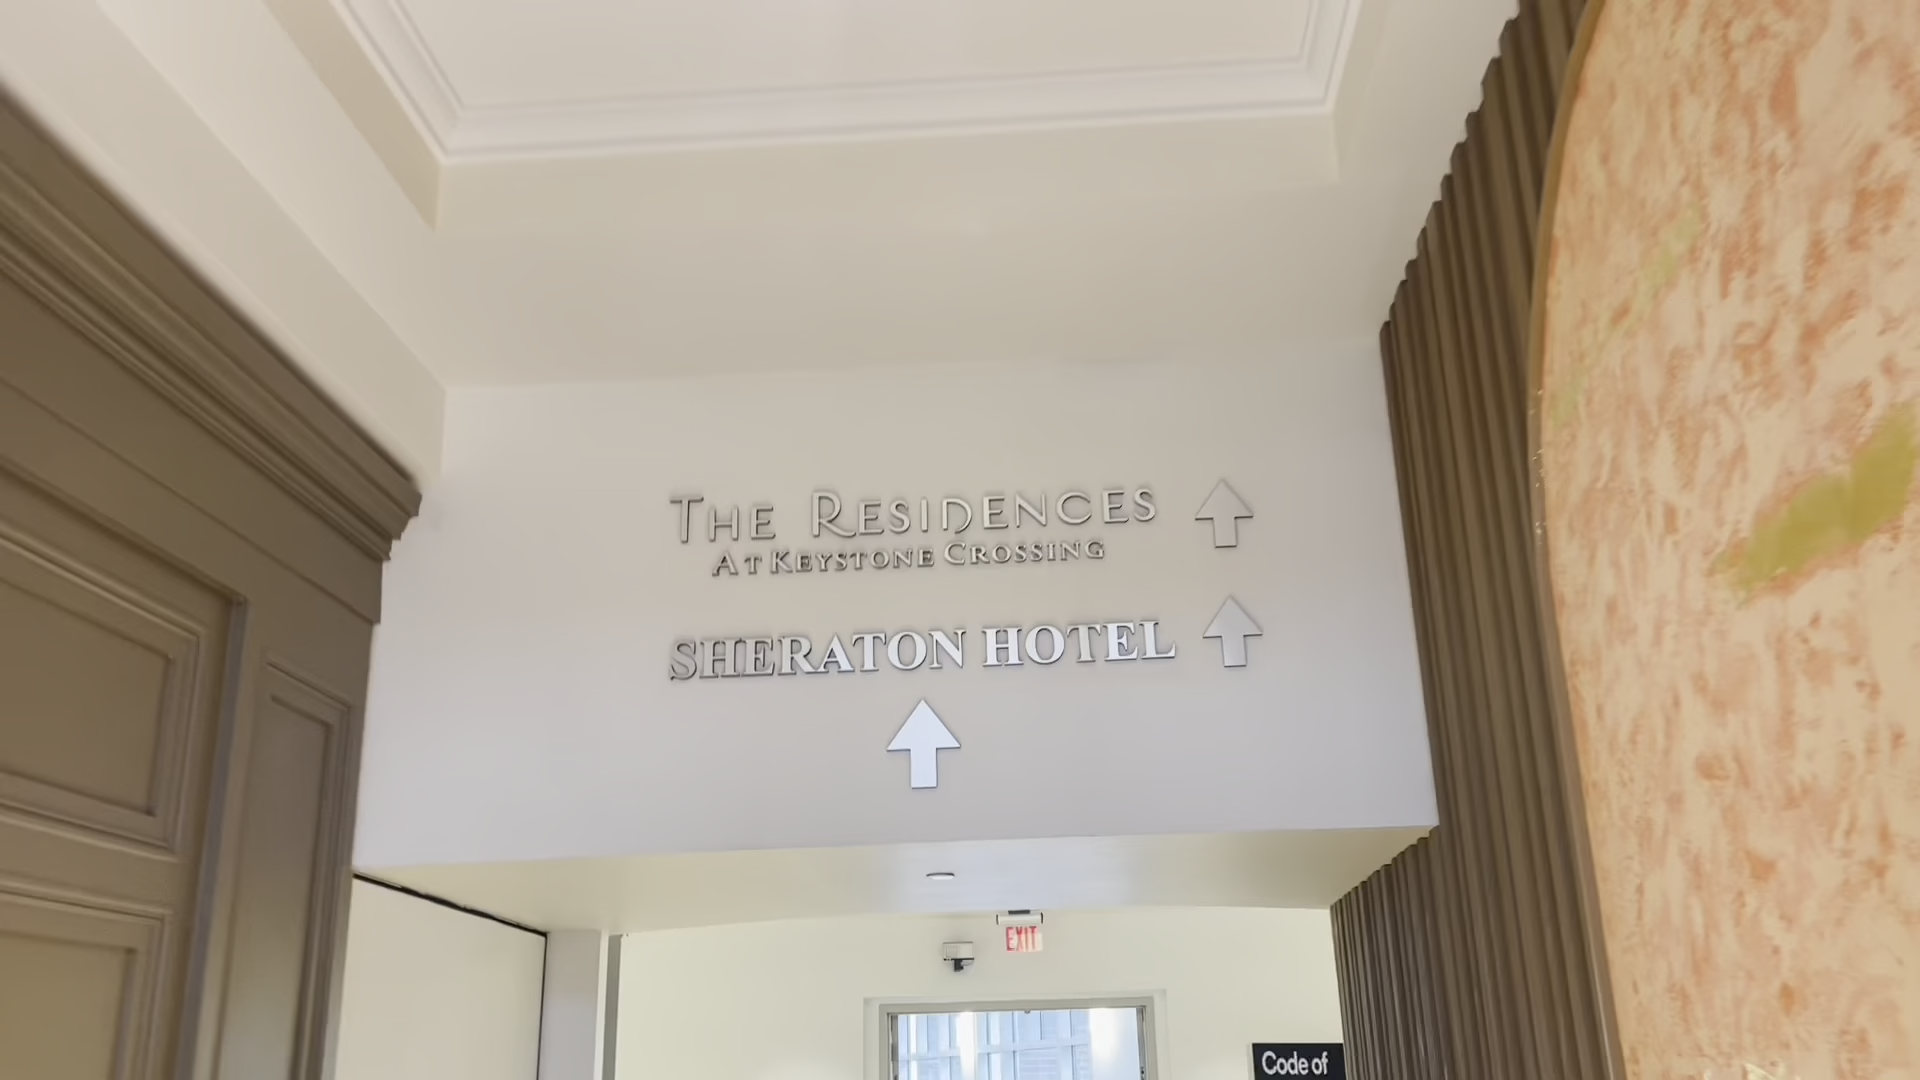 THE RESIDENCES
AT KEYSTONE CROSSING
SHERATON HOTEL
EXIT
Code of